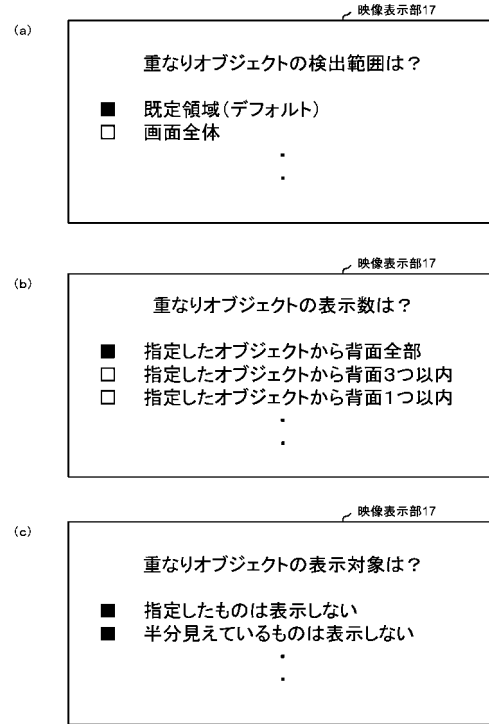 映像表示部17
(a)
重なりオブジェクトの検出範囲は？
■ 既定領域(デフォルト)
□ 画面全体
・
・
映像表示部17
(b)
重なりオブジェクトの表示数は？
■ 指定したオブジェクトから背面全部
□ 指定したオブジェクトから背面3つ以内
□ 指定したオブジェクトから背面1つ以内
・
・
映像表示部17
(c)
重なりオブジェクトの表示対象は？
■ 指定したものは表示しない
■ 半分見えているものは表示しない
・
・